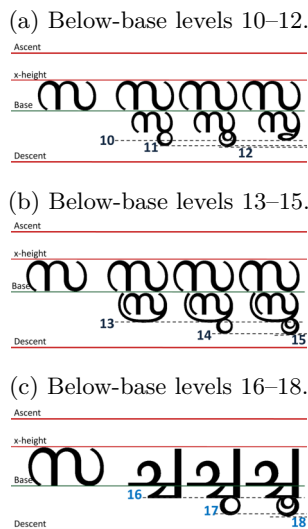 (a) Below-base levels 10–12.
Ascent
x-height
Base
10
11
12
Descent
(b) Below-base levels 13–15.
Ascent
x-height
Base
13
14
15
Descent
(c) Below-base levels 16–18.
Ascent
x-height
Base
16
17
18
Descent